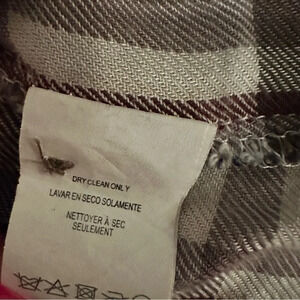 DRY CLEAN ONLY
LAVAR EN SECO SOLAMENTE
NETTOYER À SEC
SEULEMENT